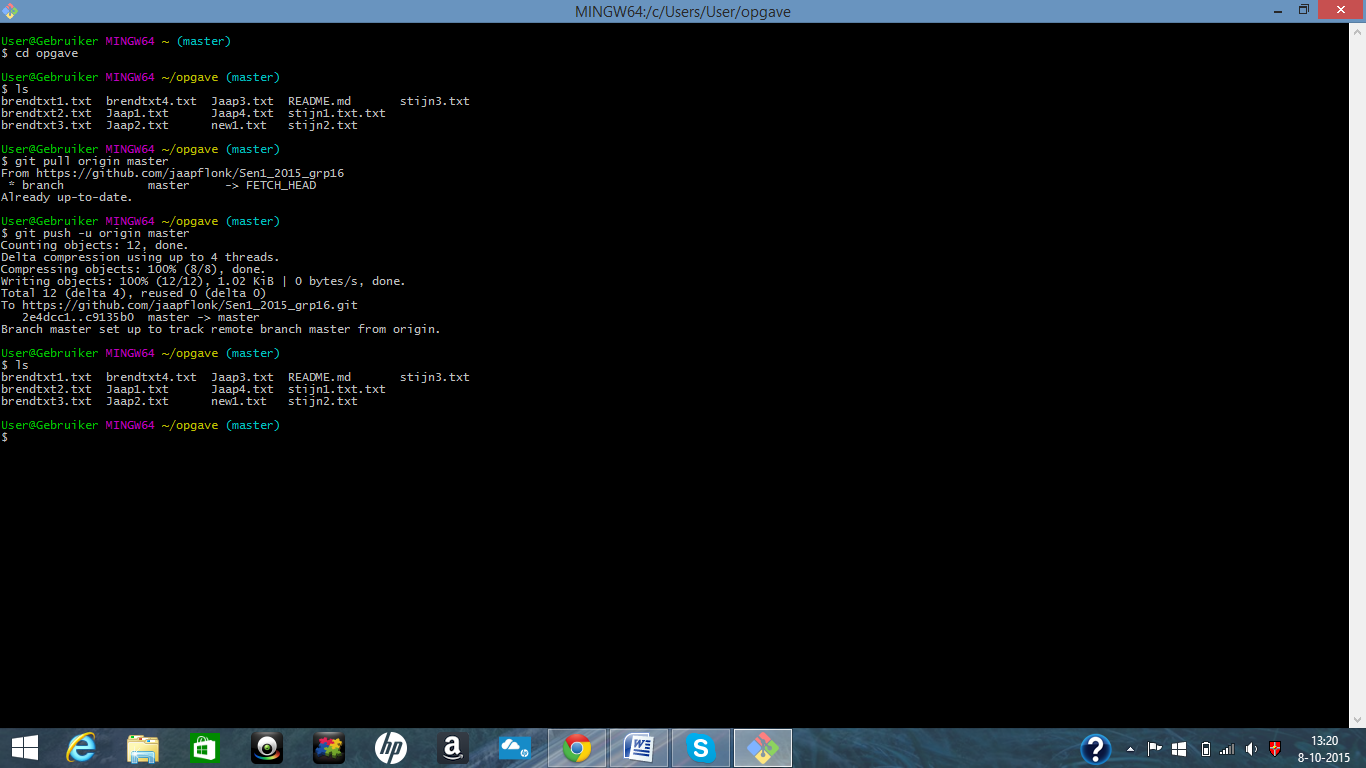 MINGW64:/c/Users/User/opgave
User@Gebruiker MINGW64 ~ (master)
$ cd opgave
User@Gebruiker MINGW64 ~/opgave (master)
$ ls
brendtxt1.txt  brendtxt4.txt  Jaap3.txt  README.md       stijn3.txt
brendtxt2.txt  Jaap1.txt      Jaap4.txt  stijn1.txt.txt
brendtxt3.txt  Jaap2.txt      new1.txt   stijn2.txt
User@Gebruiker MINGW64 ~/opgave (master)
$ git pull origin master
From https://github.com/jaapflonk/Sen1_2015_grp16
 * branch            master     -> FETCH_HEAD
Already up-to-date.
User@Gebruiker MINGW64 ~/opgave (master)
$ git push -u origin master
Counting objects: 12, done.
Delta compression using up to 4 threads.
Compressing objects: 100% (8/8), done.
Writing objects: 100% (12/12), 1.02 KiB | 0 bytes/s, done.
Total 12 (delta 4), reused 0 (delta 0)
To https://github.com/jaapflonk/Sen1_2015_grp16.git
   2e4dcc1..c9135b0  master -> master
Branch master set up to track remote branch master from origin.
User@Gebruiker MINGW64 ~/opgave (master)
$ ls
brendtxt1.txt  brendtxt4.txt  Jaap3.txt  README.md       stijn3.txt
brendtxt2.txt  Jaap1.txt      Jaap4.txt  stijn1.txt.txt
brendtxt3.txt  Jaap2.txt      new1.txt   stijn2.txt
User@Gebruiker MINGW64 ~/opgave (master)
$
hp
a
hp
W
S
?
13:20
8-10-2015